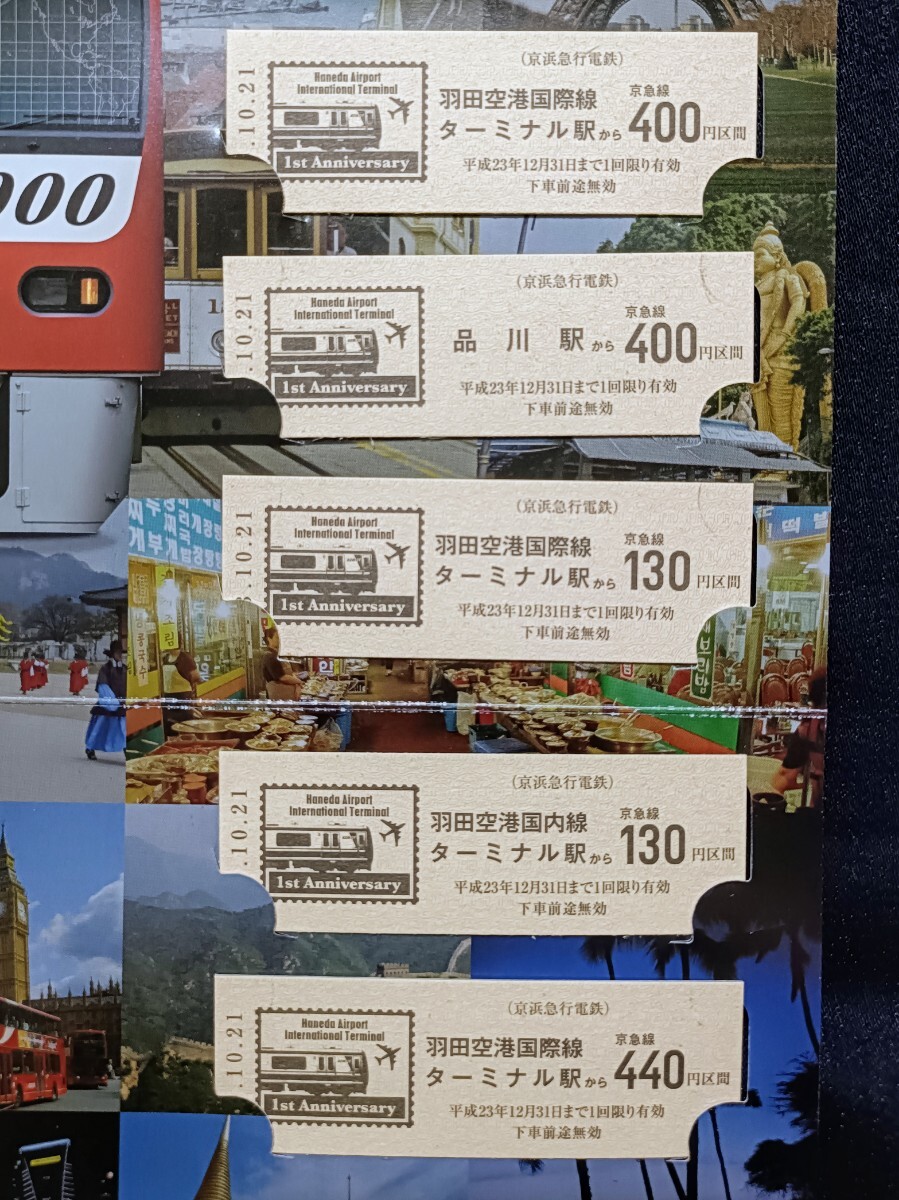 000
.10.21
Haneda Airport
International Terminal
1st Anniversary
(京浜急行電鉄)
羽田空港国際線
ターミナル駅から
京急線
400円区間
平成23年12月31日まで1回限り有効
下車前途無効
.10.21
Haneda Airport
International Terminal
1st Anniversary
(京浜急行電鉄)
品川駅から
京急線
400円区間
平成23年12月31日まで1回限り有効
下車前途無効
.10.21
Haneda Airport
International Terminal
1st Anniversary
(京浜急行電鉄)
羽田空港国際線
ターミナル駅から
京急線
130円区間
平成23年12月31日まで1回限り有効
下車前途無効
.10.21
Haneda Airport
International Terminal
1st Anniversary
(京浜急行電鉄)
羽田空港国内線
ターミナル駅から
京急線
130円区間
平成23年12月31日まで1回限り有効
下車前途無効
.10.21
Haneda Airport
International Terminal
1st Anniversary
(京浜急行電鉄)
羽田空港国際線
ターミナル駅から
京急線
440円区間
平成23年12月31日まで1回限り有効
下車前途無効